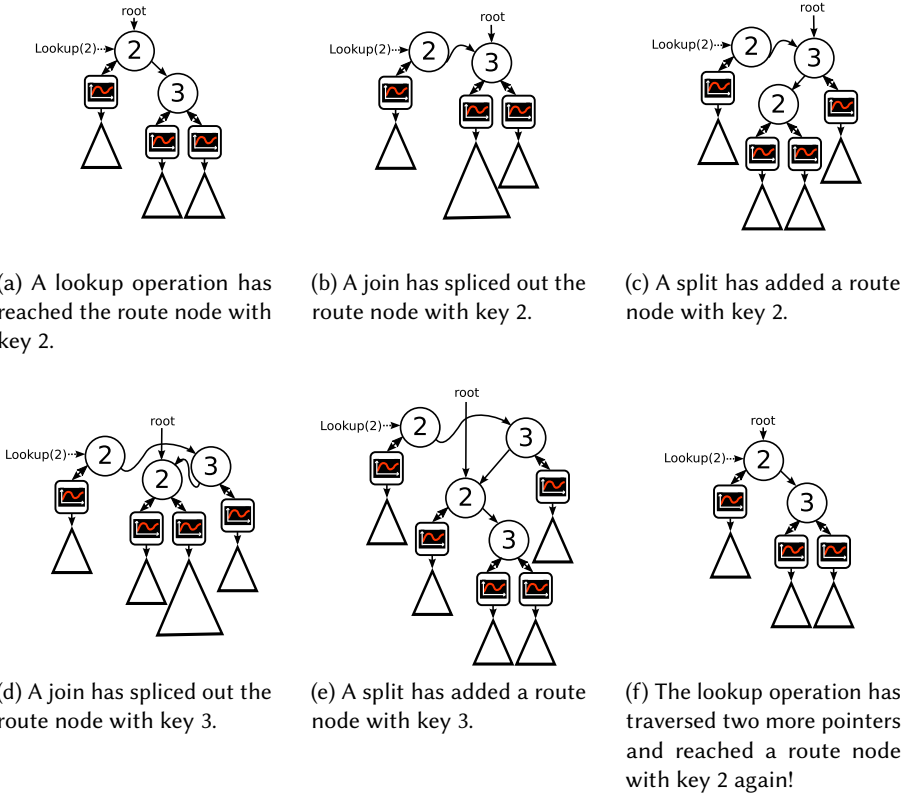 root
Lookup(2)
2
3
root
Lookup(2)
2
3
root
Lookup(2)
2
3
2
(a) A lookup operation has
reached the route node with
key 2.
(b) A join has spliced out the
route node with key 2.
(c) A split has added a route
node with key 2.
root
Lookup(2)
2
2
3
root
Lookup(2)
2
3
2
3
root
Lookup(2)
2
3
(d) A join has spliced out the
route node with key 3.
(e) A split has added a route
node with key 3.
(f) The lookup operation has
traversed two more pointers
and reached a route node
with key 2 again!